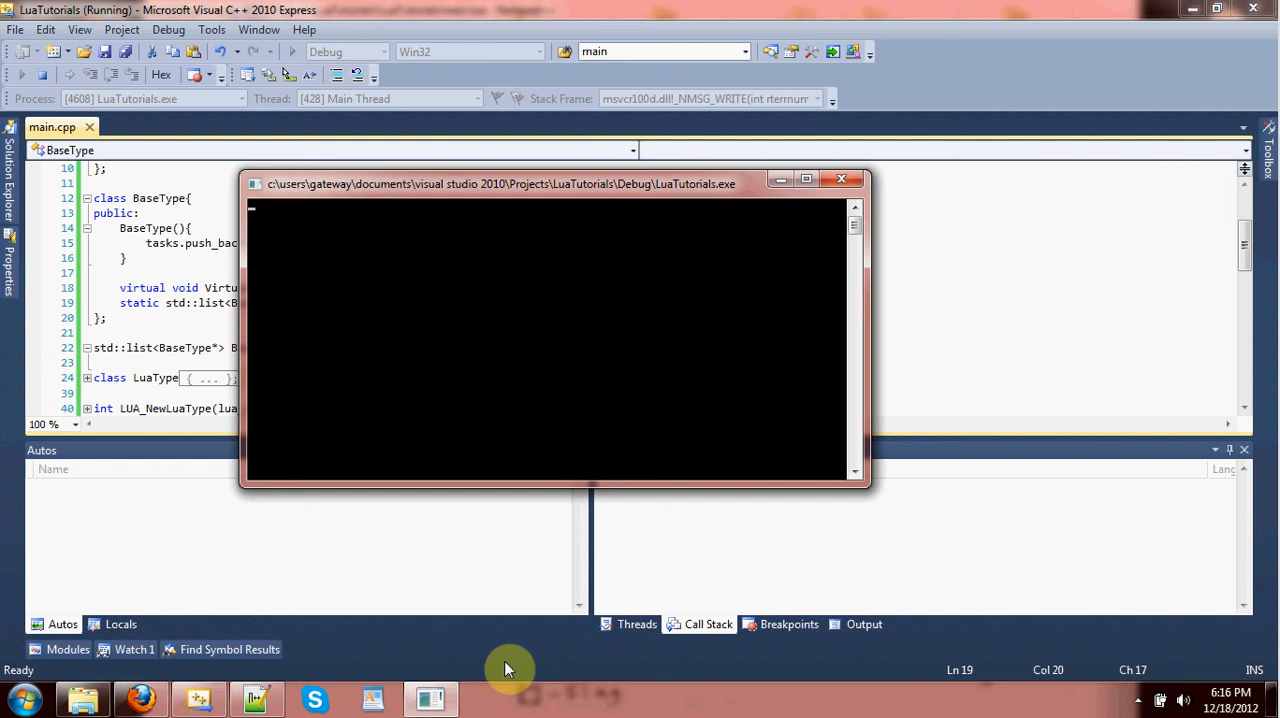 LuaTutorials (Running) - Microsoft Visual C++ 2010 Express
File Edit View Project Debug Tools Window Help
Debug Win32 main
Hex
Process: [4608] LuaTutorials.exe Thread: [428] Main Thread Stack Frame: msvcr100d.dll!_NMSG_WRITE(int rterrnum
main.cpp
BaseType
Solution Explorer
Properties
Toolbox
c:\users\gateway\documents\visual studio 2010\Projects\LuaTutorials\Debug\LuaTutorials.exe
10 };
11
12 class BaseType{
13 public:
14 BaseType(){
15 tasks.push_bac
16 }
17
18 virtual void Virtu
19 static std::list<B
20 };
21
22 std::list<BaseType*> B
23
24 class LuaType { ... };
39
40 int LUA_NewLuaType(lua_
100 %
Autos
Name
Lang
Autos Locals
Threads Call Stack Breakpoints Output
Modules Watch 1 Find Symbol Results
Ready Ln 19 Col 20 Ch 17 INS
6:16 PM
12/18/2012